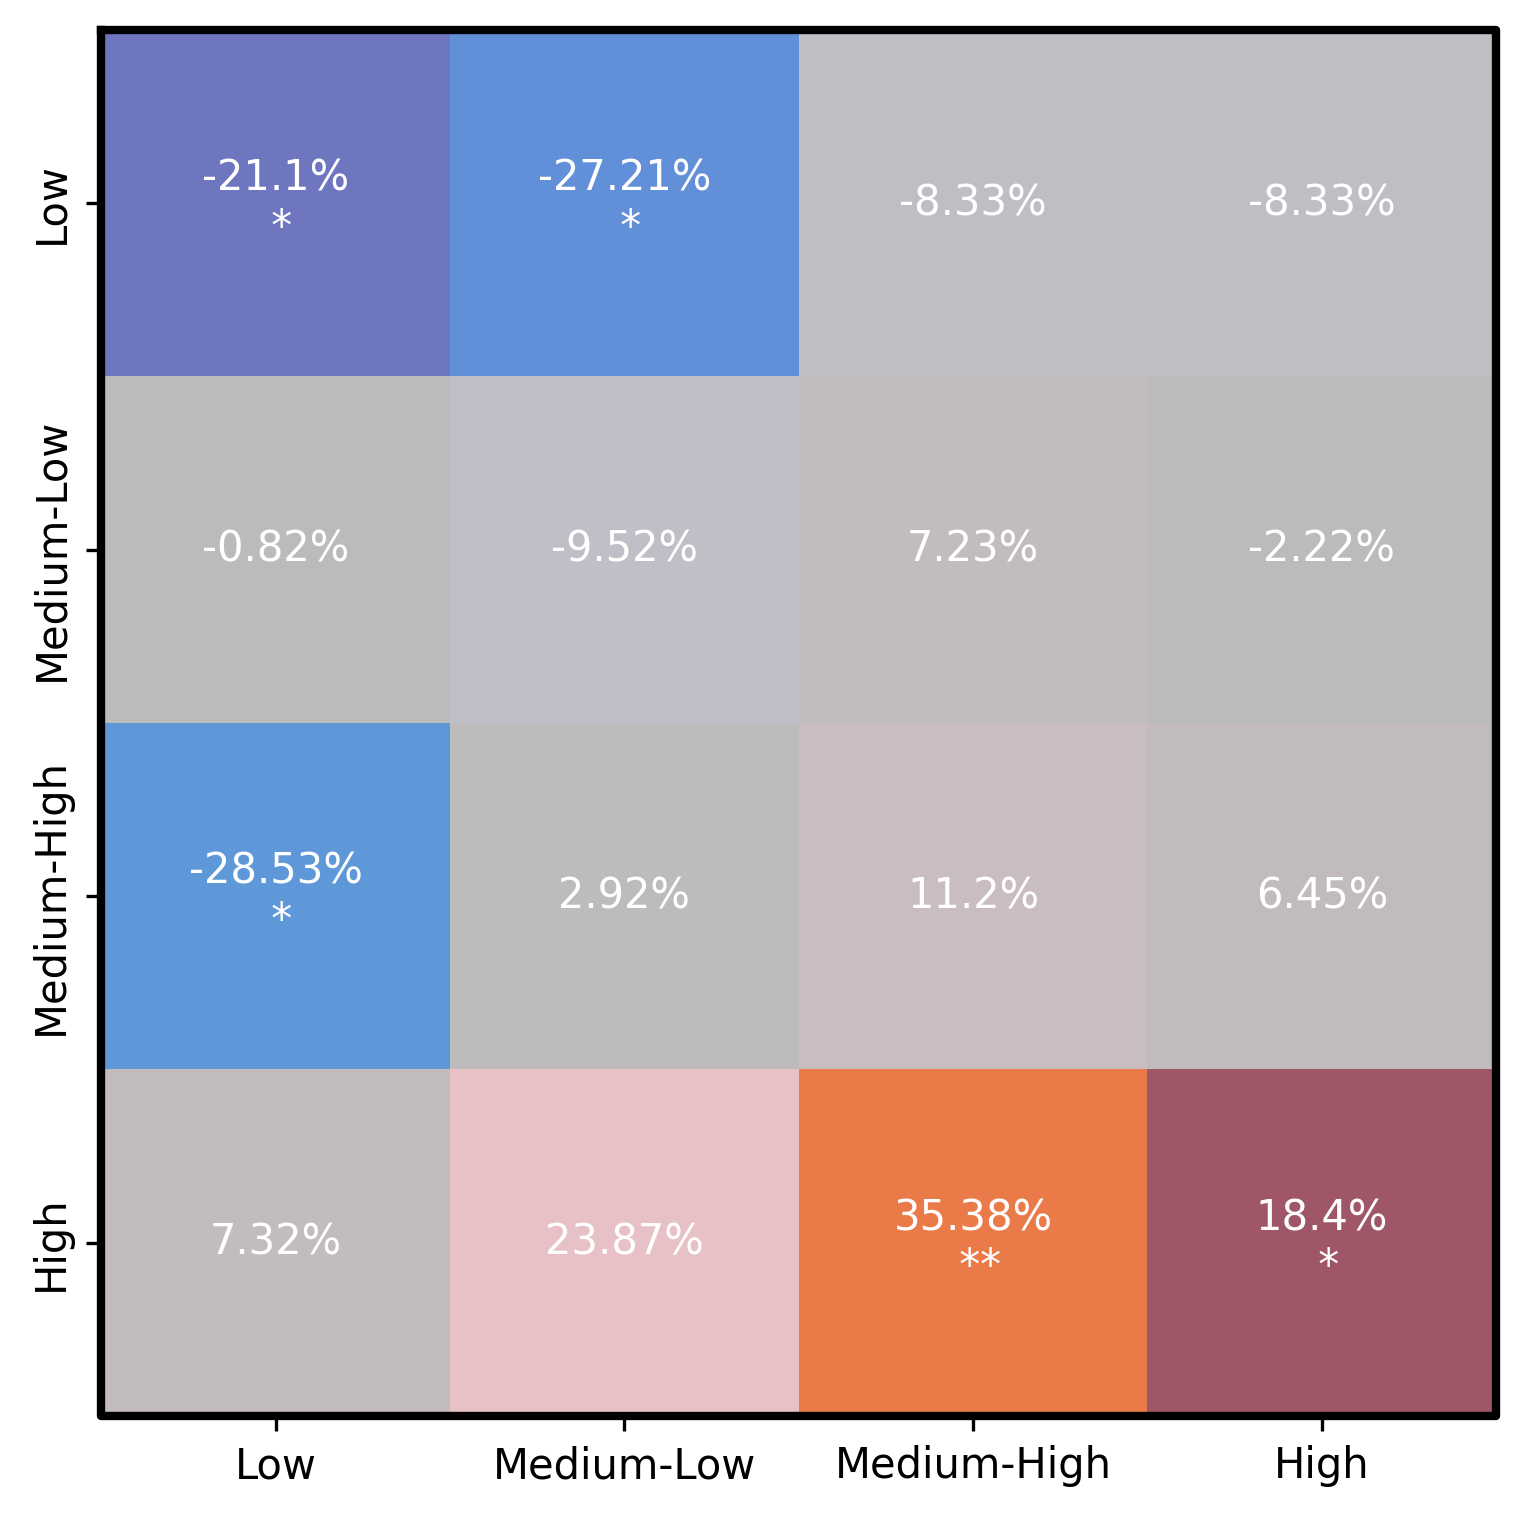 Low
-21.1%
*
-27.21%
*
-8.33%
-8.33%
Medium-Low
-0.82%
-9.52%
7.23%
-2.22%
Medium-High
-28.53%
*
2.92%
11.2%
6.45%
High
7.32%
23.87%
35.38%
**
18.4%
*
Low
Medium-Low
Medium-High
High